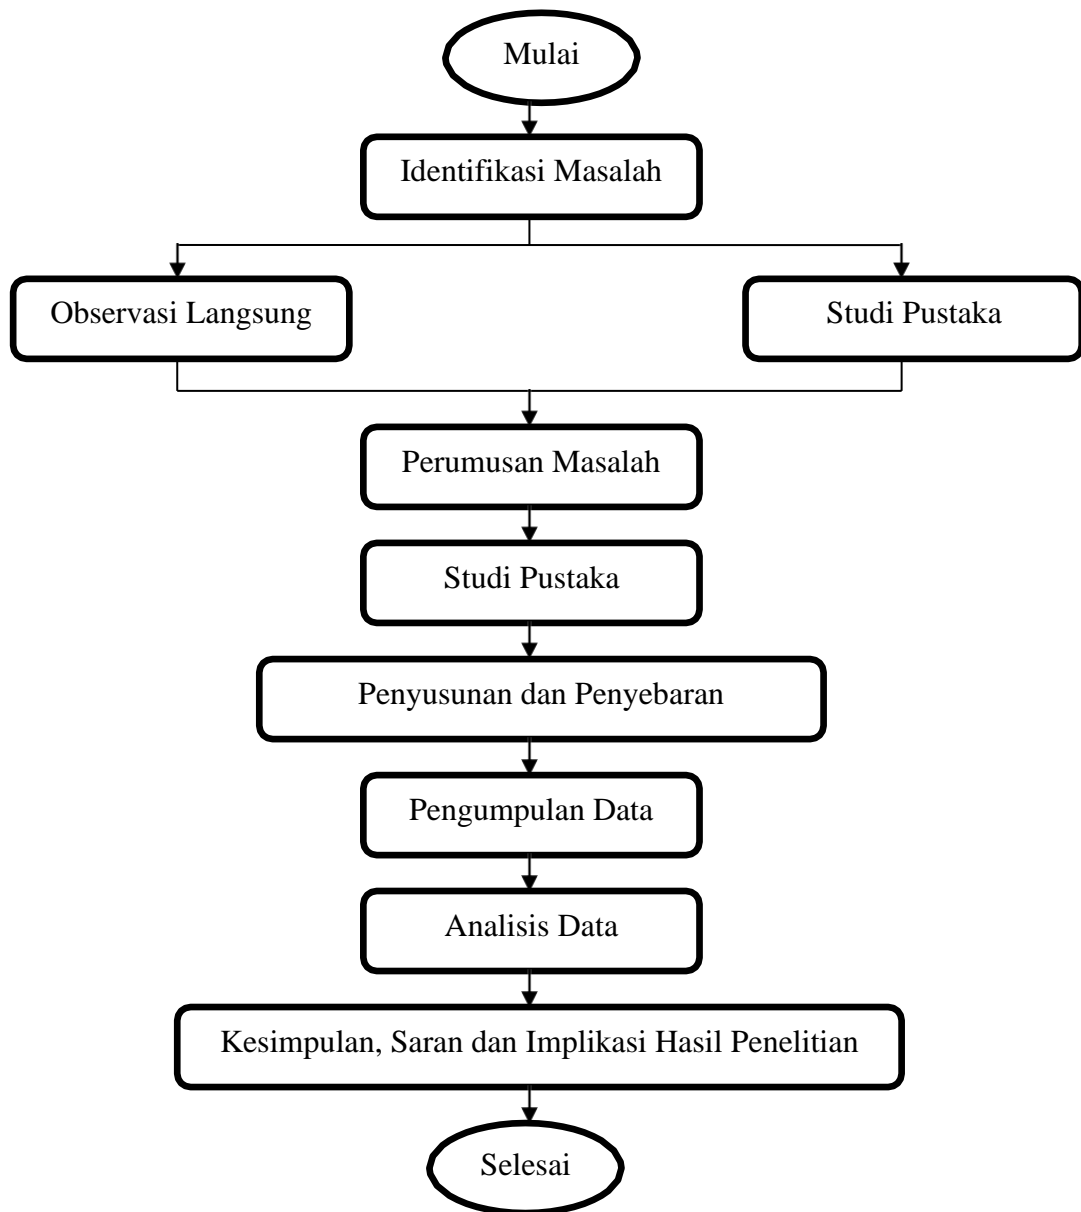 Mulai
Identifikasi Masalah
Observasi Langsung
Studi Pustaka
Perumusan Masalah
Studi Pustaka
Penyusunan dan Penyebaran
Pengumpulan Data
Analisis Data
Kesimpulan, Saran dan Implikasi Hasil Penelitian
Selesai